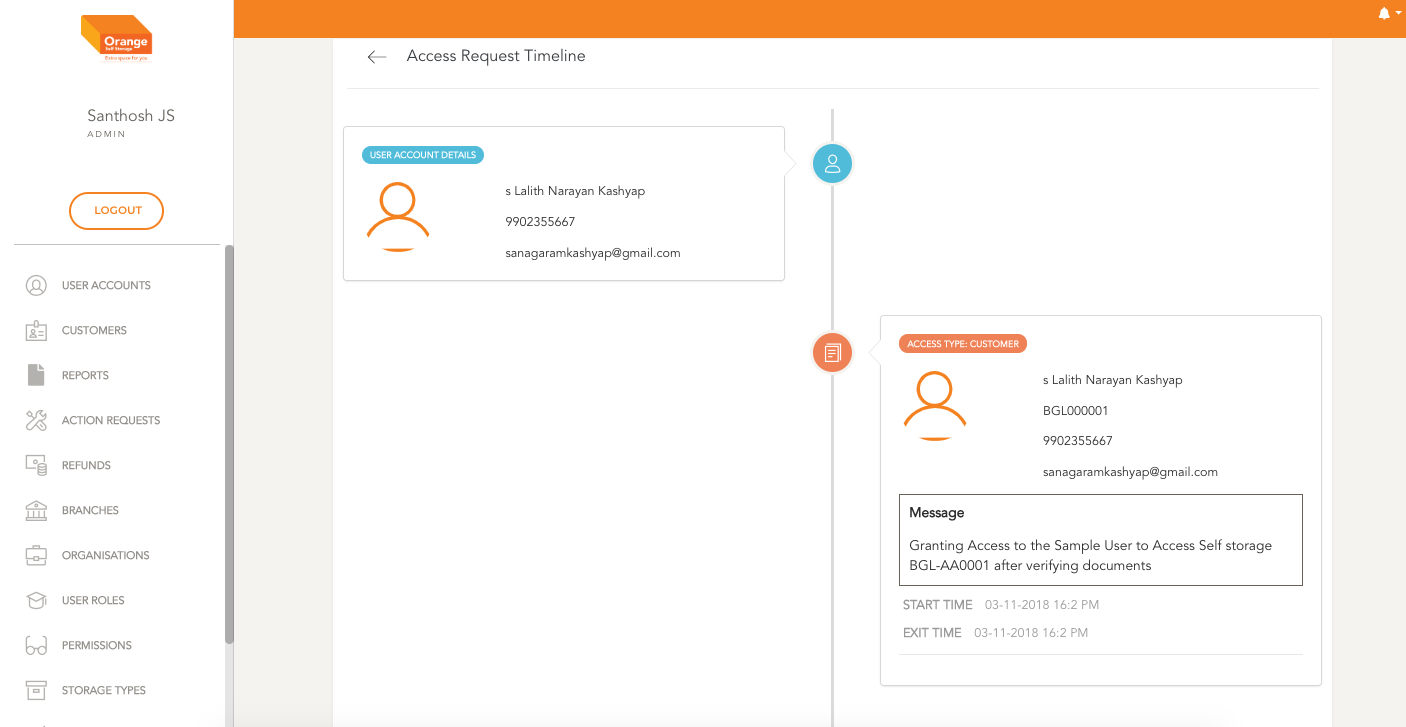 Orange
Self Storage
Extra space for you
Santhosh JS
ADMIN
LOGOUT
USER ACCOUNTS
CUSTOMERS
REPORTS
ACTION REQUESTS
REFUNDS
BRANCHES
ORGANISATIONS
USER ROLES
PERMISSIONS
STORAGE TYPES
Access Request Timeline
USER ACCOUNT DETAILS
s Lalith Narayan Kashyap
9902355667
sanagaramkashyap@gmail.com
ACCESS TYPE: CUSTOMER
s Lalith Narayan Kashyap
BGL000001
9902355667
sanagaramkashyap@gmail.com
Message
Granting Access to the Sample User to Access Self storage
BGL-AA0001 after verifying documents
START TIME 03-11-2018 16:2 PM
EXIT TIME 03-11-2018 16:2 PM